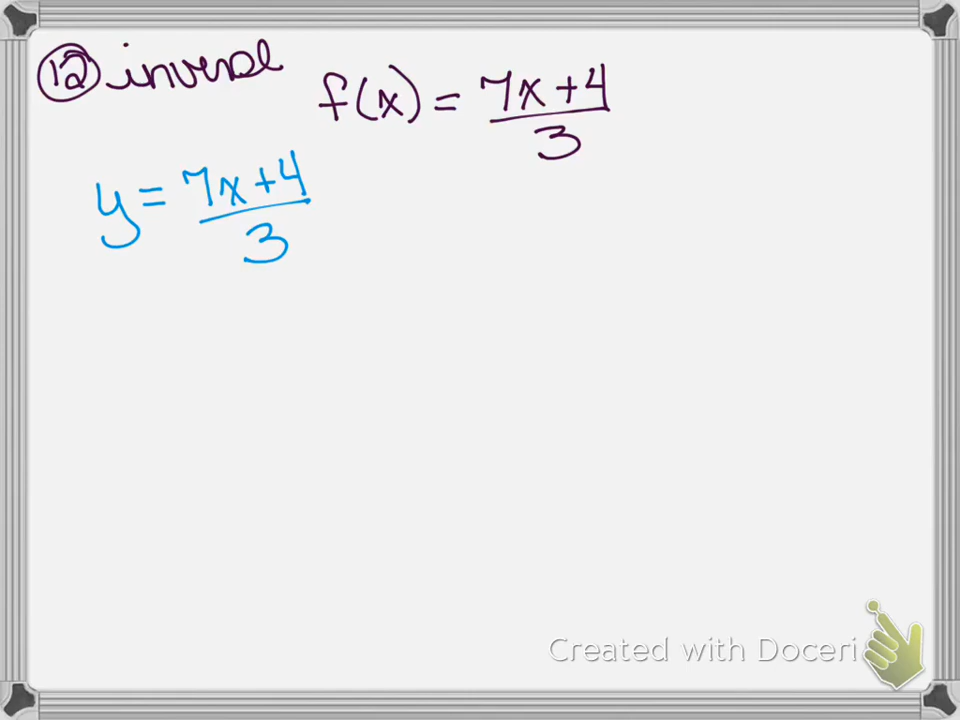 ⑫ inverse f(x) = 7x+4
3
y = 7x+4
3
Created with Doceri